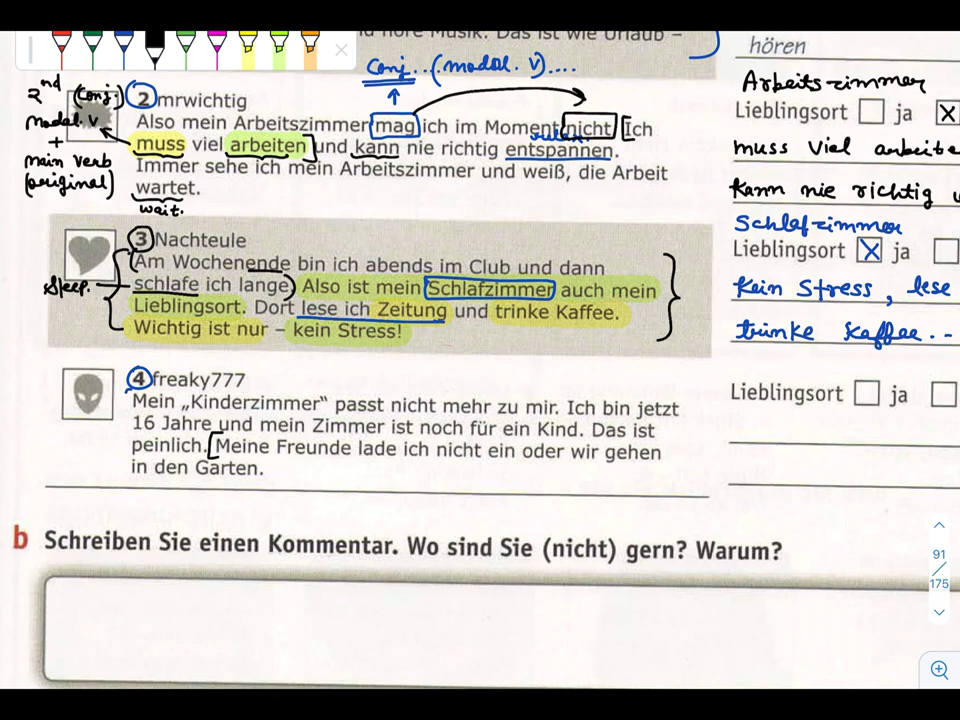 hore Musik. Das ist wie Urlaub –
hören
Conj...(modal. v)....
2nd (conj.)
modal. v
+
main verb
(original)
2 mrwichtig
Also mein Arbeitszimmer mag ich im Moment nicht. Ich
muss viel arbeiten und kann nie richtig entspannen.
Immer sehe ich mein Arbeitszimmer und weiß, die Arbeit
wartet.
wait.
Arbeitszimmer
Lieblingsort ja X
muss viel arbeite
kann nie richtig
3 Nachteule
Am Wochenende bin ich abends im Club und dann
schlafe ich lange. Also ist mein Schlafzimmer auch mein
Lieblingsort. Dort lese ich Zeitung und trinke Kaffee.
Wichtig ist nur – kein Stress!
sleep.
Schlafzimmer
Lieblingsort X ja
kein Stress, lese
trinke kaffee..-
4 freaky777
Mein „Kinderzimmer“ passt nicht mehr zu mir. Ich bin jetzt
16 Jahre und mein Zimmer ist noch für ein Kind. Das ist
peinlich. Meine Freunde lade ich nicht ein oder wir gehen
in den Garten.
Lieblingsort ja
b Schreiben Sie einen Kommentar. Wo sind Sie (nicht) gern? Warum?
91
175